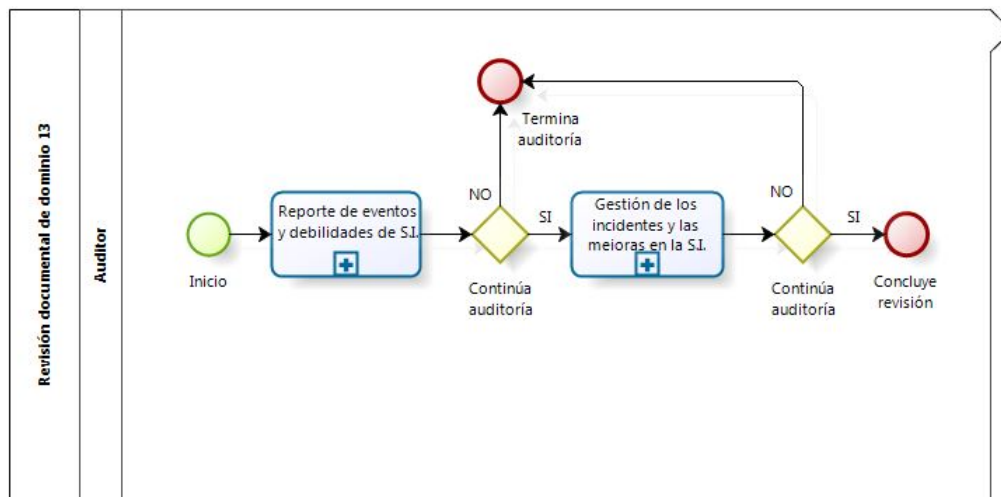 Revisión documental de dominio 13
Auditor
Inicio
Reporte de eventos
y debilidades de S.I.
Continúa
auditoría
NO
SI
Termina
auditoría
Gestión de los
incidentes y las
meioras en la S.I.
Continúa
auditoría
NO
SI
Concluye
revisión